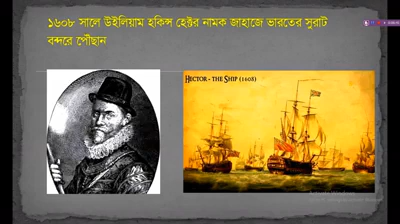 ১৬০৮ সালে উইলিয়াম হকিন্স হেক্টর নামক জাহাজে ভারতের সুরাট
বন্দরে পৌঁছান
HECTOR - THE SHIP (1608)